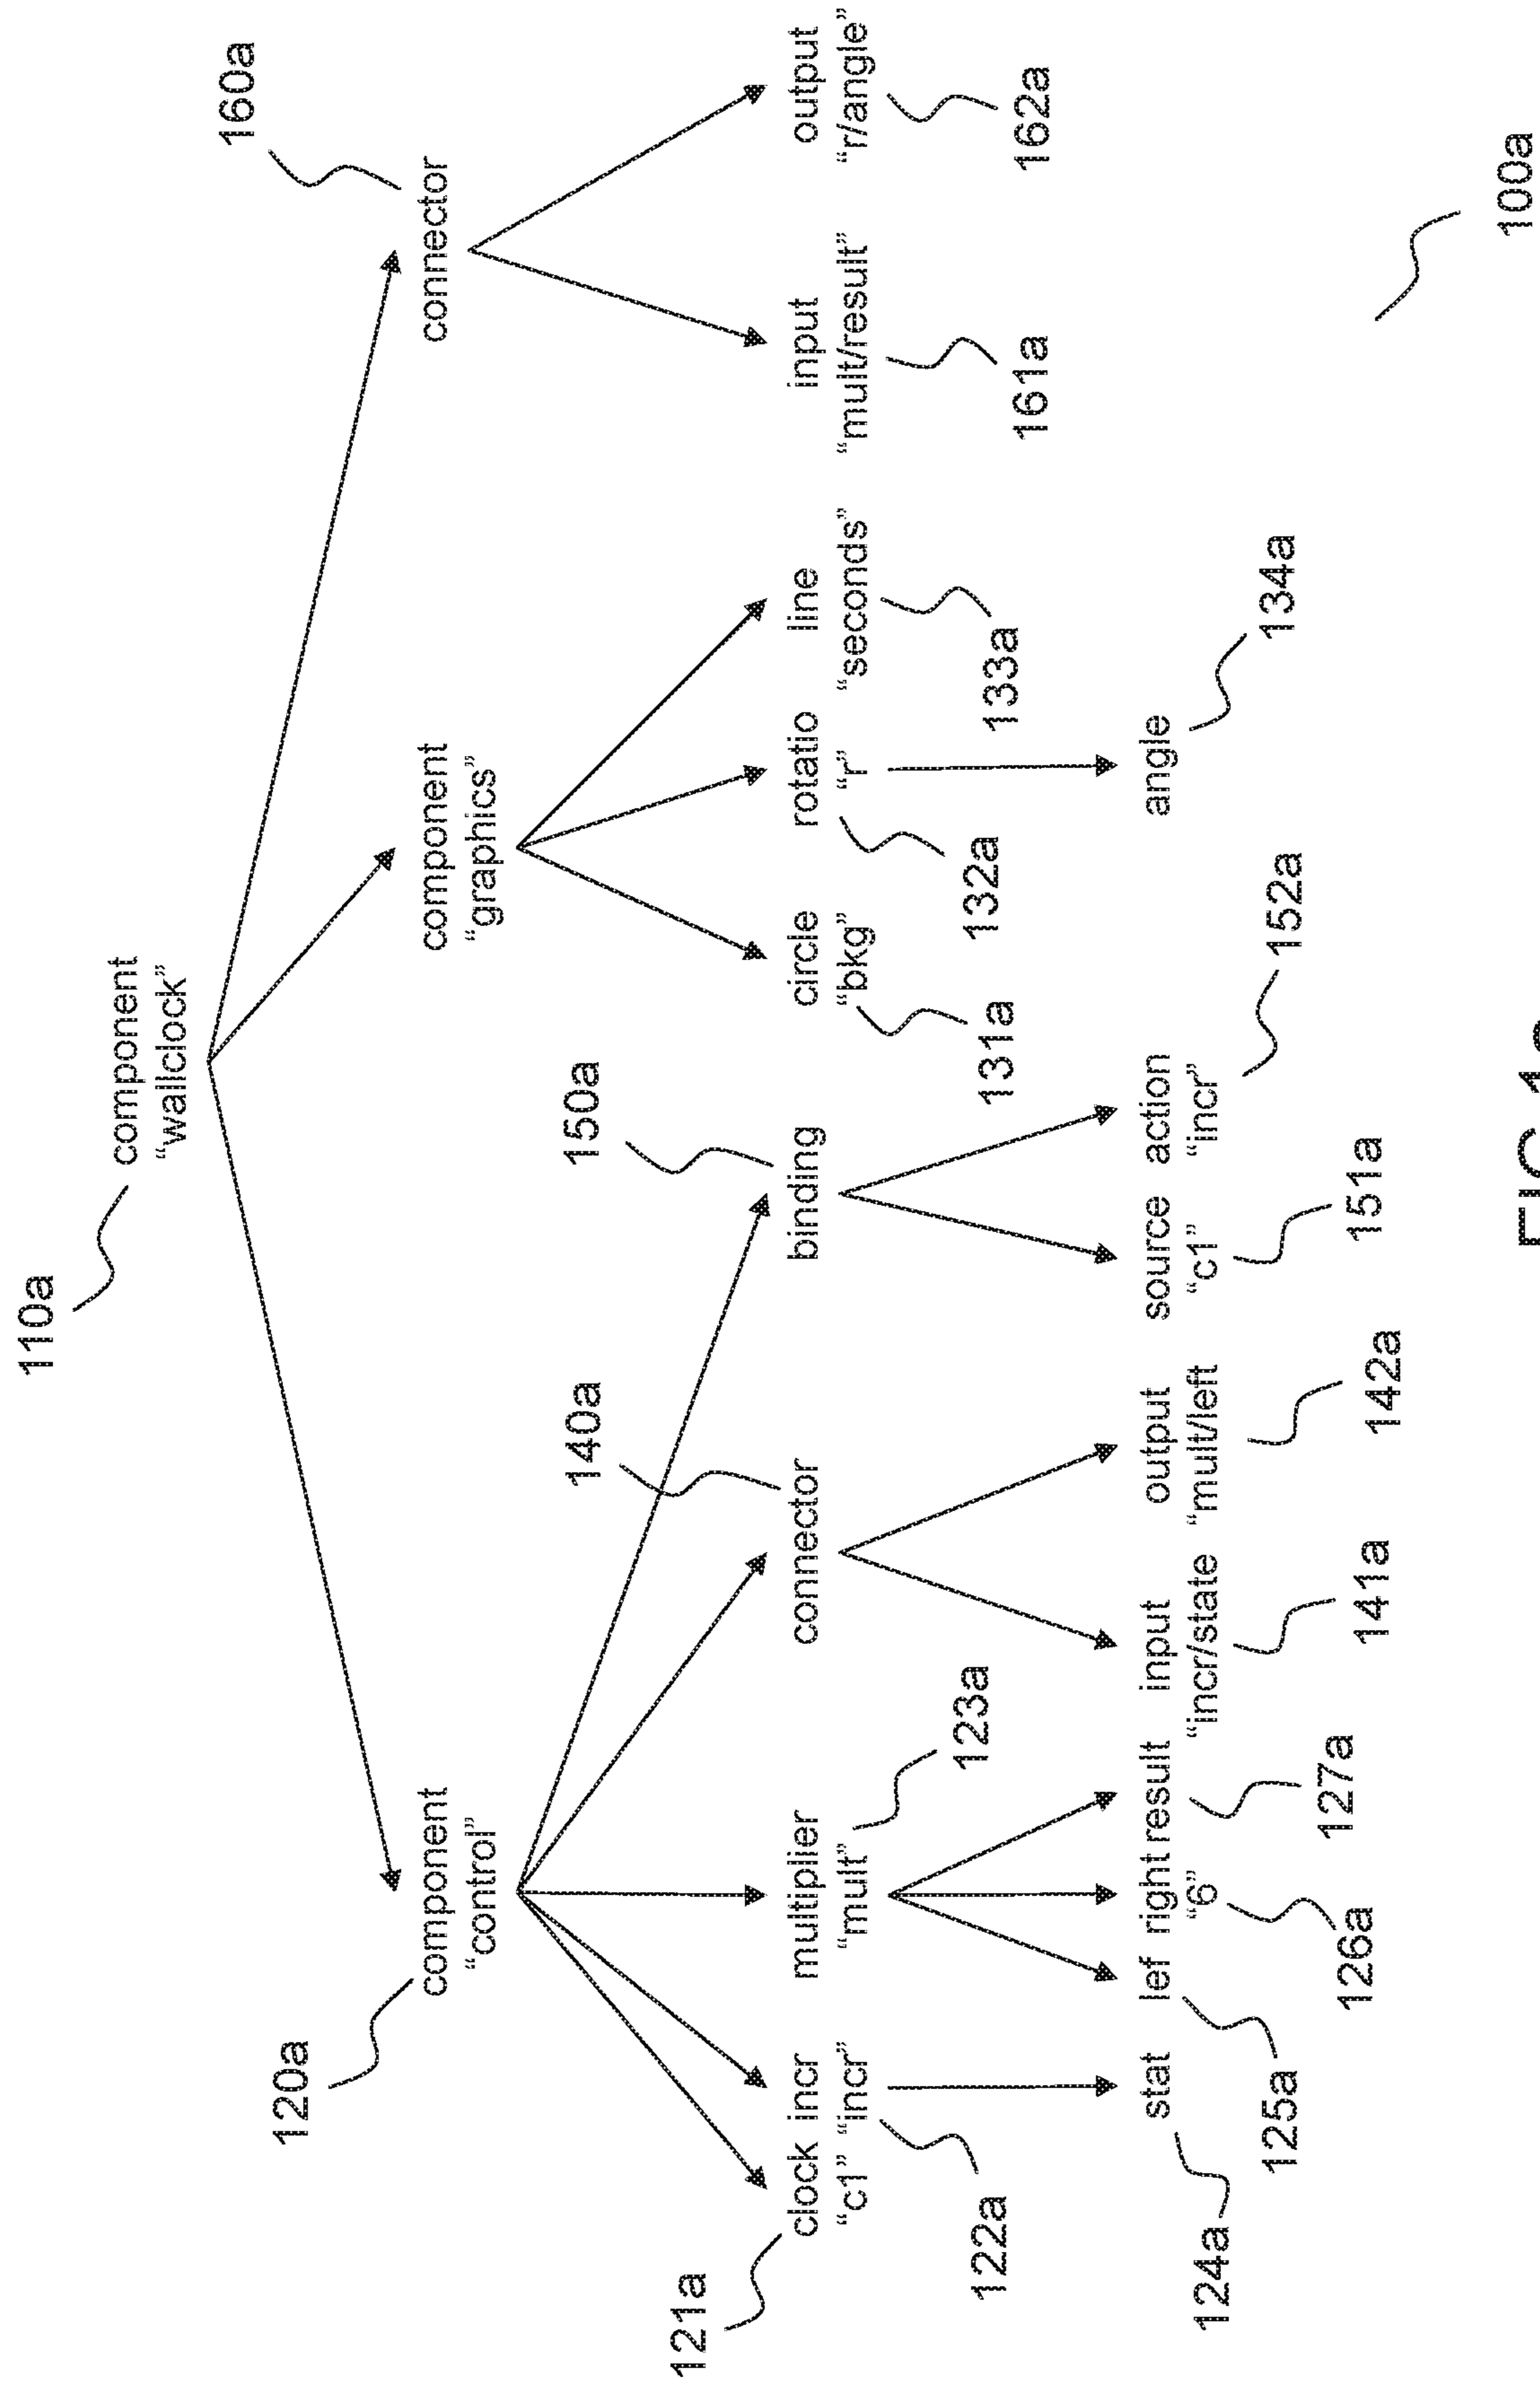 110a
component
“wallclock”
160a
120a
component
“control”
component
“graphics”
connector
140a
150a
121a
clock
“c1”
incr
“incr”
multiplier
“mult”
connector
binding
circle
“bkg”
rotatio
“r”
line
“seconds”
input
“mult/result”
output
“r/angle”
122a
123a
131a
132a
133a
161a
162a
stat
lef
right
“6”
result
input
“incr/state
output
“mult/left
source
“c1”
action
“incr”
angle
124a
125a
126a
127a
141a
142a
151a
152a
134a
100a